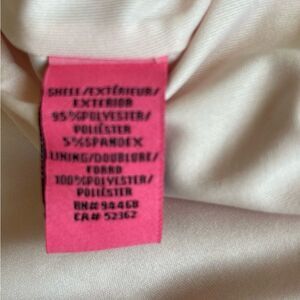 SHELL/EXTÉRIEUR/
EXTERIOR
95%POLYESTER/
POLIÉSTER
5%SPANDEX
LINING/DOUBLURE/
FORRO
100%POLYESTER/
POLIÉSTER
RN# 94468
CA# 52362